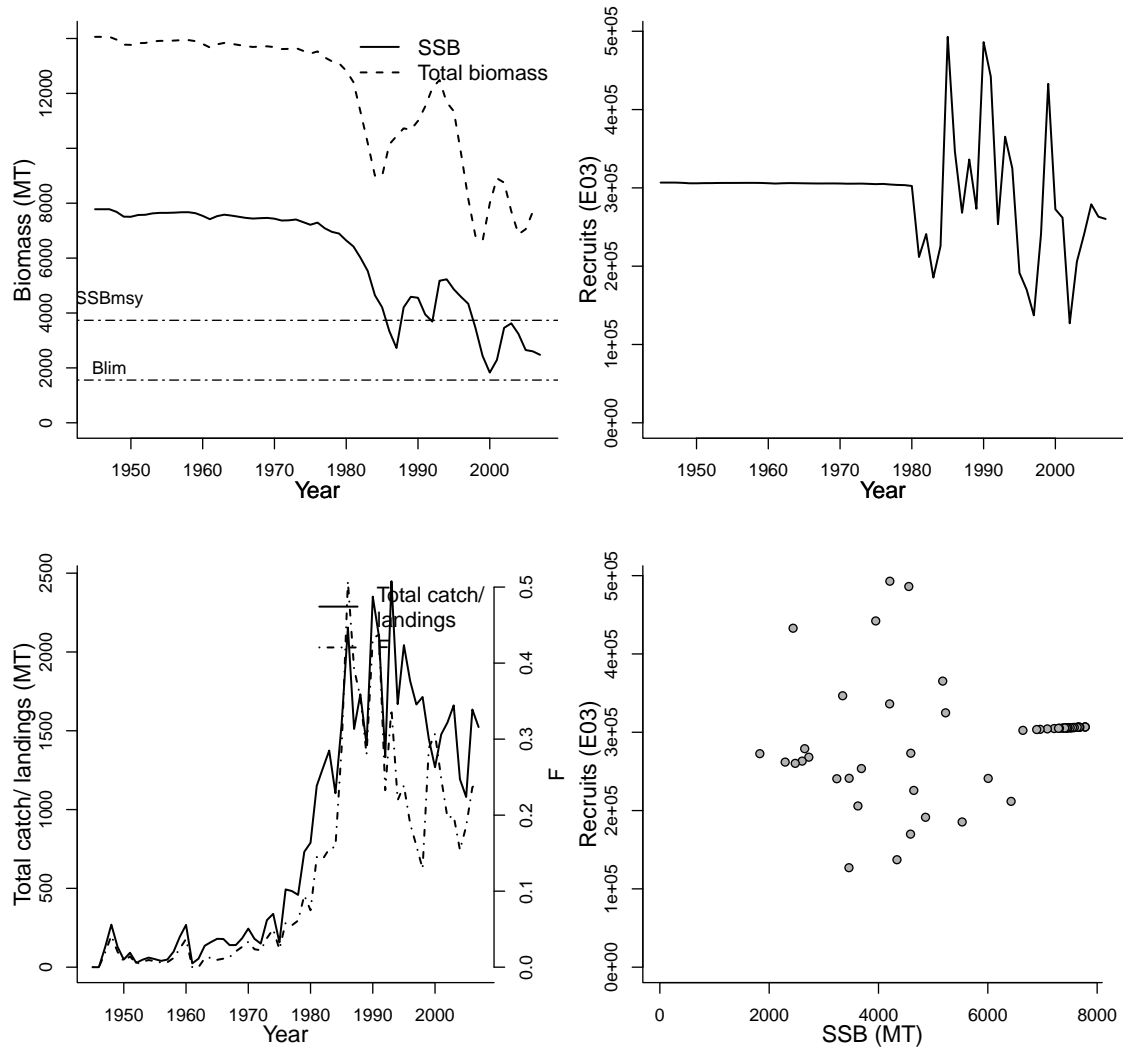 SSB
Total biomass
12000
8000
6000
4000
2000
0
Biomass (MT)
SSBmsy
Blim
1950 1960 1970 1980 1990 2000
Year
5e+05
4e+05
3e+05
2e+05
1e+05
0e+00
Recruits (E03)
1950 1960 1970 1980 1990 2000
Year
2500
2000
1500
1000
500
0
Total catch/ landings (MT)
Total catch/
landings
F
0.5
0.4
0.3
0.2
0.1
0.0
F
1950 1960 1970 1980 1990 2000
Year
5e+05
4e+05
3e+05
2e+05
1e+05
0e+00
Recruits (E03)
0 2000 4000 6000 8000
SSB (MT)